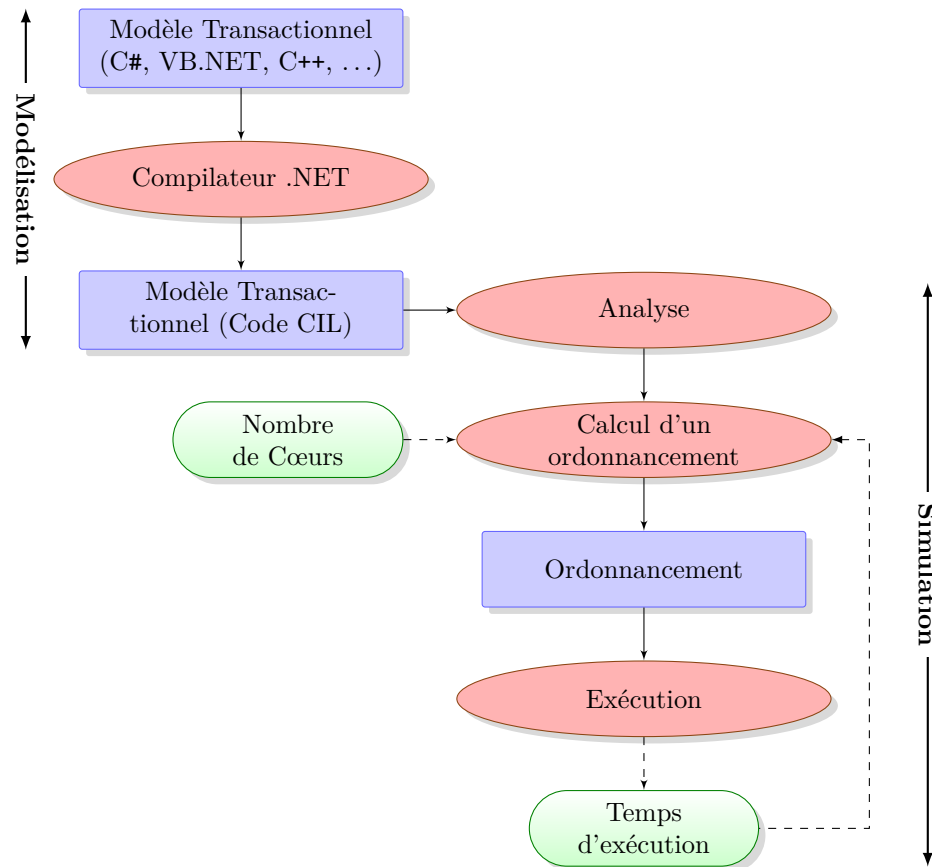 Modèle Transactionnel
(C#, VB.NET, C++, ...)
Modélisation
Compilateur .NET
Modèle Transac-
tionnel (Code CIL)
Analyse
Nombre
de Cœurs
Calcul d'un
ordonnancement
Simulation
Ordonnancement
Exécution
Temps
d'exécution